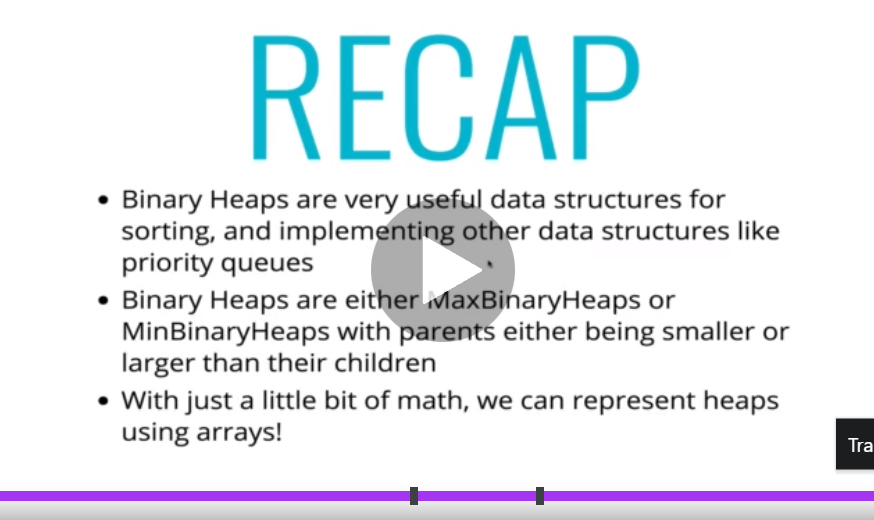 RECAP
• Binary Heaps are very useful data structures for
sorting, and implementing other data structures like
priority queues
• Binary Heaps are either MaxBinaryHeaps or
MinBinaryHeaps with parents either being smaller or
larger than their children
• With just a little bit of math, we can represent heaps
using arrays!
Tra